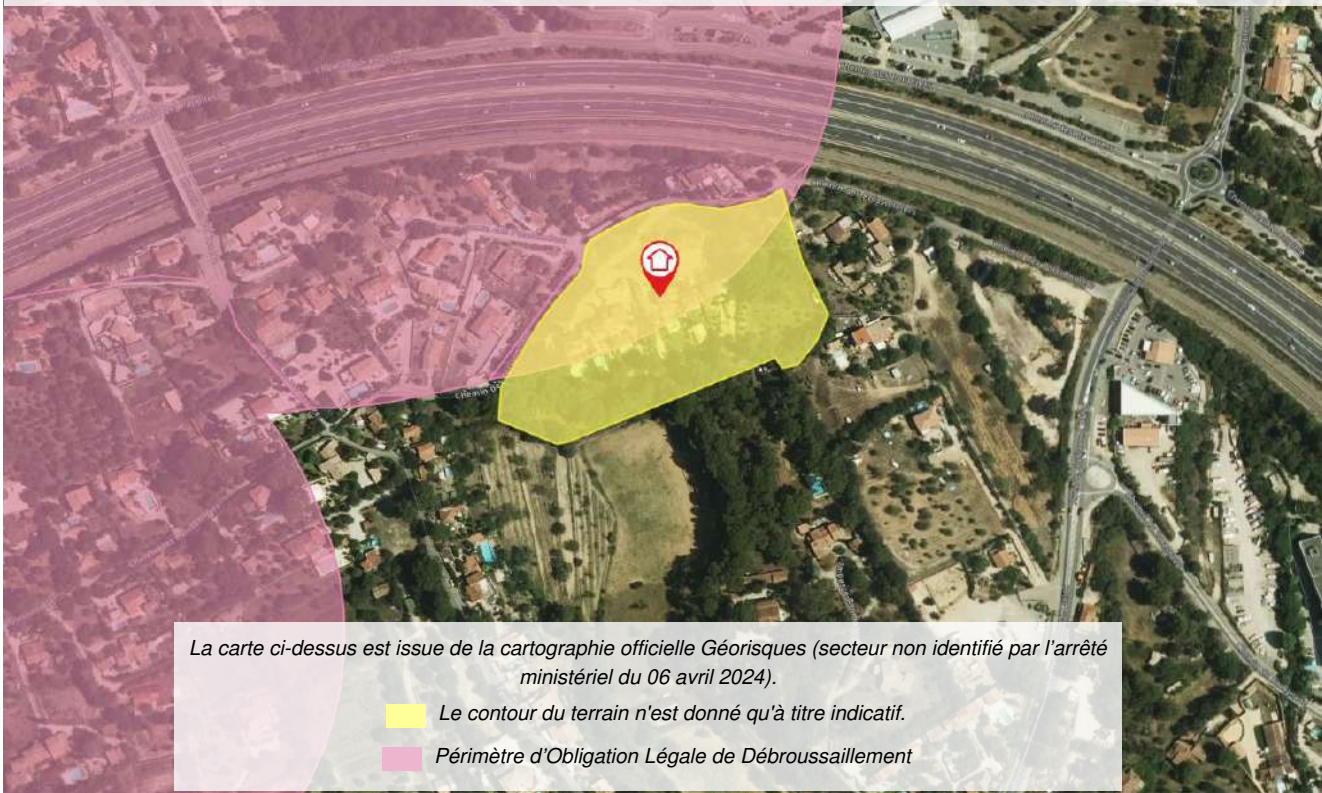 La carte ci-dessus est issue de la cartographie officielle Géorisques (secteur non identifié par l'arrêté
ministériel du 06 avril 2024).
Le contour du terrain n'est donné qu'à titre indicatif.
Périmètre d'Obligation Légale de Débroussaillement